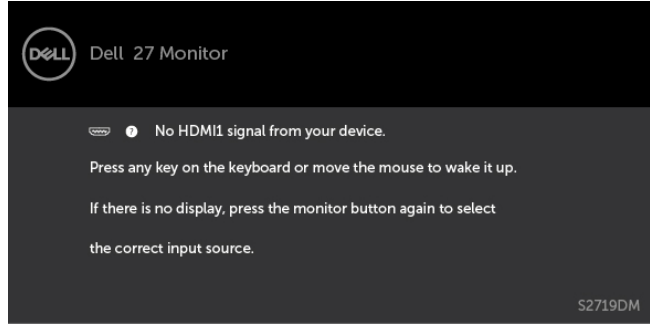 DELL
Dell 27 Monitor
? No HDMI1 signal from your device.
Press any key on the keyboard or move the mouse to wake it up.
If there is no display, press the monitor button again to select
the correct input source.
S2719DM